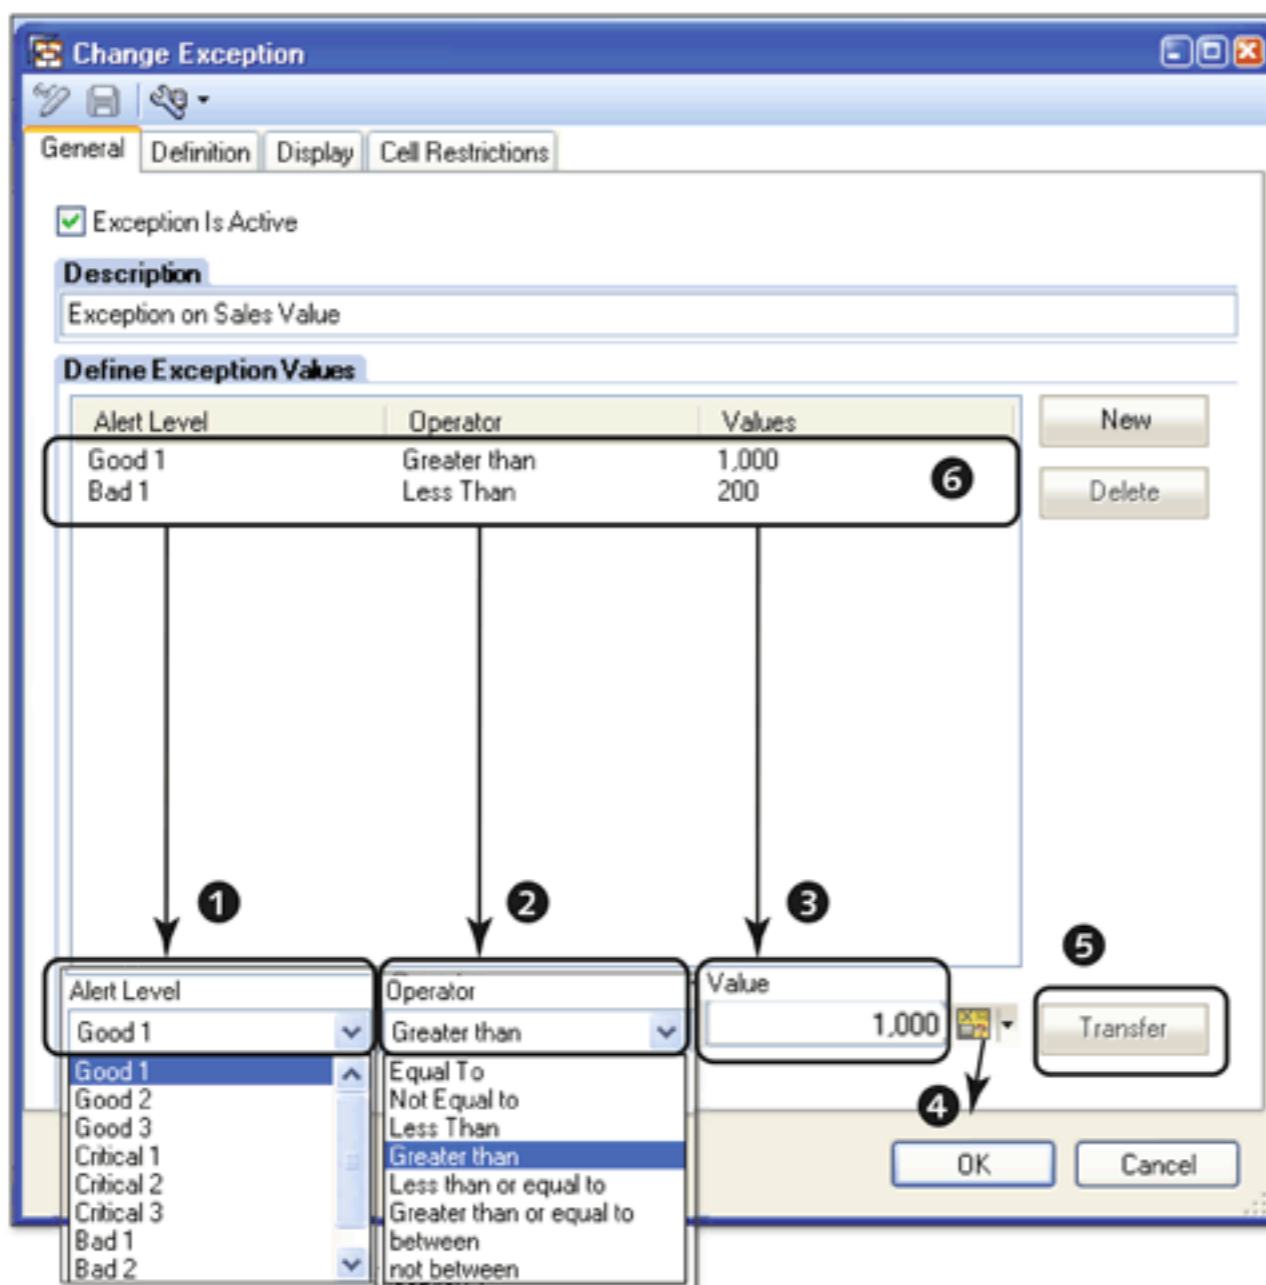 Change Exception
General Definition Display Cell Restrictions
Exception Is Active
Description
Exception on Sales Value
Define Exception Values
Alert Level Operator Values New
Good 1 Greater than 1,000
Bad 1 Less Than 200
6
Delete
1 2 3
5
Alert Level Operator Value
Good 1 Greater than 1,000 Transfer
Good 1 Equal To
Good 2 Not Equal to
4
Good 3 Less Than
Critical 1 Greater than OK Cancel
Critical 2 Less than or equal to
Critical 3 Greater than or equal to
Bad 1 between
Bad 2 not between